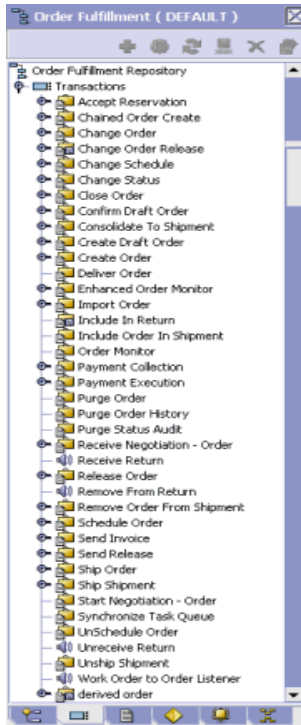 Order Fulfillment ( DEFAULT )
Order Fulfillment Repository
Transactions
Accept Reservation
Chained Order Create
Change Order
Change Order Release
Change Schedule
Change Status
Close Order
Confirm Draft Order
Consolidate To Shipment
Create Draft Order
Create Order
Deliver Order
Enhanced Order Monitor
Import Order
Include In Return
Include Order In Shipment
Order Monitor
Payment Collection
Payment Execution
Purge Order
Purge Order History
Purge Status Audit
Receive Negotiation - Order
Receive Return
Release Order
Remove From Return
Remove Order From Shipment
Schedule Order
Send Invoice
Send Release
Ship Order
Ship Shipment
Start Negotiation - Order
Synchronize Task Queue
UnSchedule Order
Unreceive Return
Unship Shipment
Work Order to Order Listener
derived order